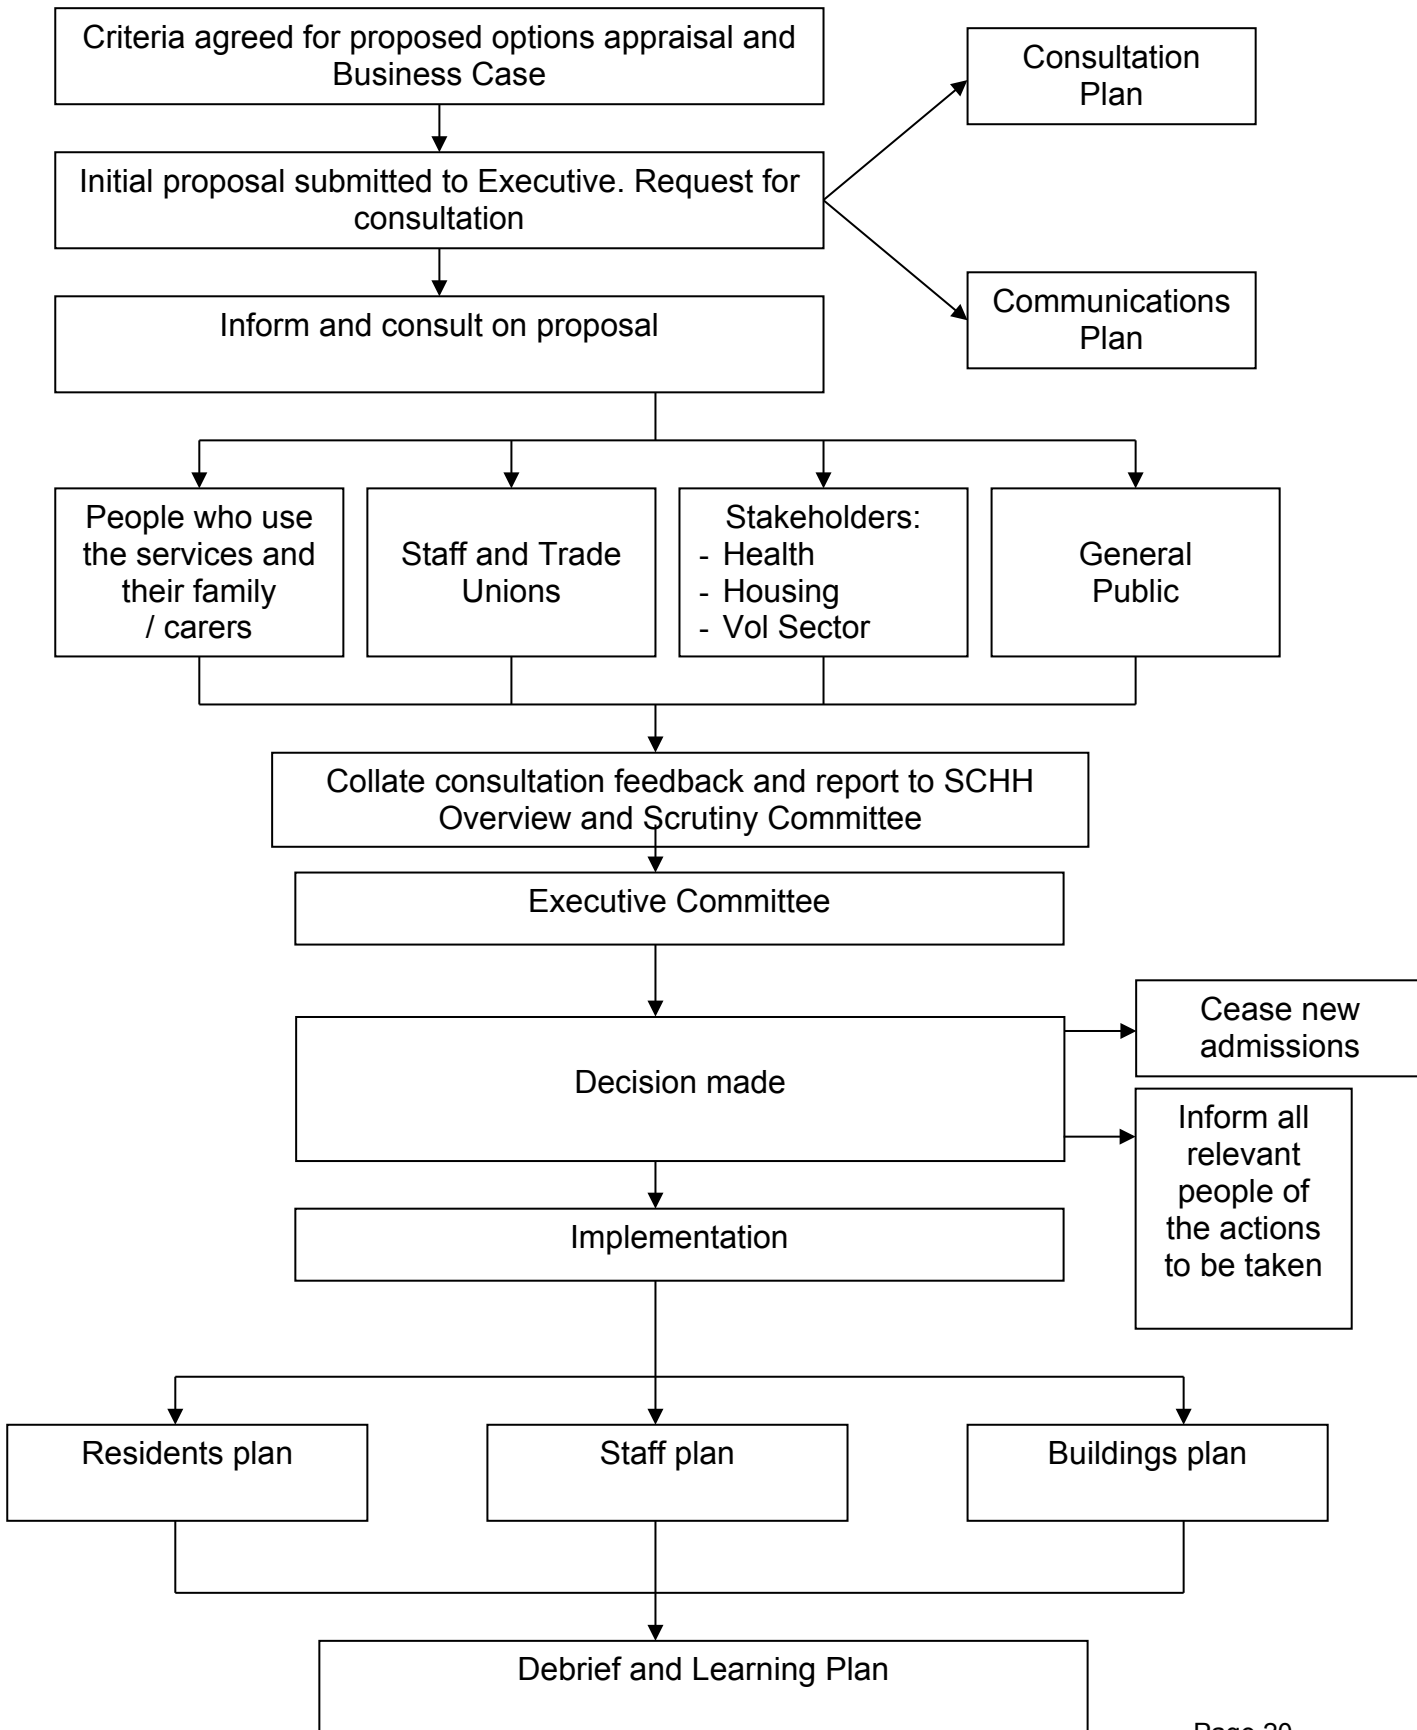 Criteria agreed for proposed options appraisal and
Business Case
Consultation
Plan
Initial proposal submitted to Executive. Request for
consultation
Communications
Plan
Inform and consult on proposal
People who use
the services and
their family
/ carers
Staff and Trade
Unions
Stakeholders:
- Health
- Housing
- Vol Sector
General
Public
Collate consultation feedback and report to SCHH
Overview and Scrutiny Committee
Executive Committee
Decision made
Cease new
admissions
Inform all
relevant
people of
the actions
to be taken
Implementation
Residents plan
Staff plan
Buildings plan
Debrief and Learning Plan
Page 20